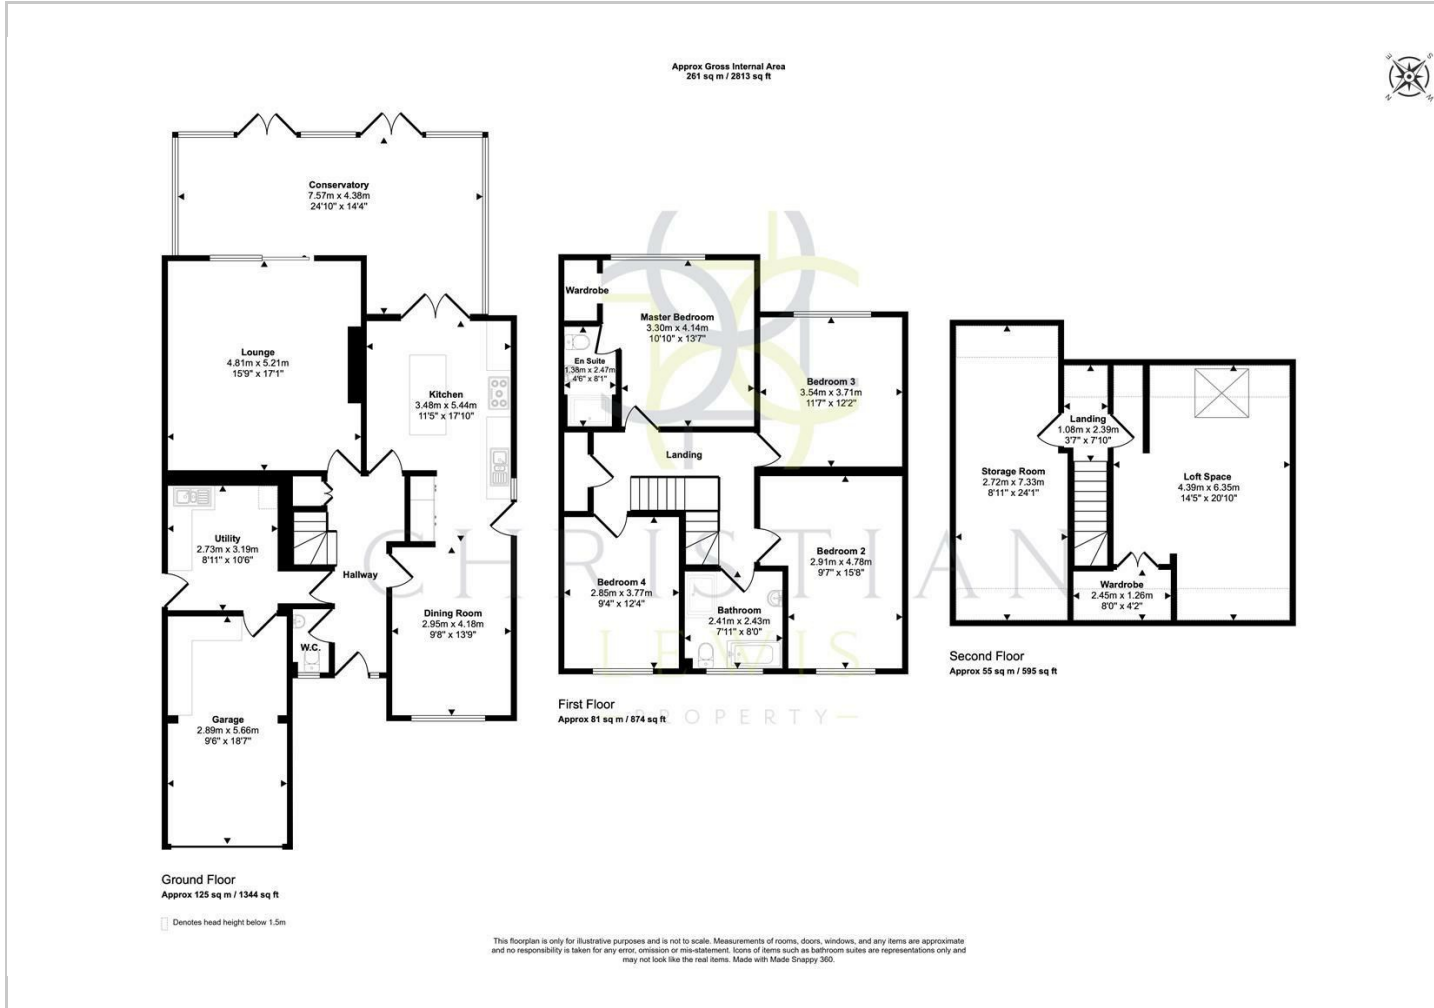 Approx Gross Internal Area
261 sq m / 2813 sq ft
S
E
W
N
Conservatory
7.57m x 4.38m
24'10" x 14'4"
Lounge
4.81m x 5.21m
15'9" x 17'1"
Kitchen
3.48m x 5.44m
11'5" x 17'10"
Utility
2.73m x 3.19m
8'11" x 10'6"
Hallway
Dining Room
2.95m x 4.18m
9'8" x 13'9"
W.C.
Garage
2.89m x 5.66m
9'6" x 18'7"
Ground Floor
Approx 125 sq m / 1344 sq ft
Denotes head height below 1.5m
Wardrobe
Master Bedroom
3.30m x 4.14m
10'10" x 13'7"
En Suite
1.38m x 2.47m
4'6" x 8'1"
Bedroom 3
3.54m x 3.71m
11'7" x 12'2"
Landing
Bedroom 4
2.85m x 3.77m
9'4" x 12'4"
Bathroom
2.41m x 2.43m
7'11" x 8'0"
Bedroom 2
2.91m x 4.78m
9'7" x 15'8"
First Floor
Approx 81 sq m / 874 sq ft
Landing
1.08m x 2.39m
3'7" x 7'10"
Storage Room
2.72m x 7.33m
8'11" x 24'1"
Loft Space
4.39m x 6.35m
14'5" x 20'10"
Wardrobe
2.45m x 1.26m
8'0" x 4'2"
Second Floor
Approx 55 sq m / 595 sq ft
CHRISTIAN
LEWIS
PROPERTY
This floorplan is only for illustrative purposes and is not to scale. Measurements of rooms, doors, windows, and any items are approximate
and no responsibility is taken for any error, omission or mis-statement. Icons of items such as bathroom suites are representations only and
may not look like the real items. Made with Made Snappy 360.